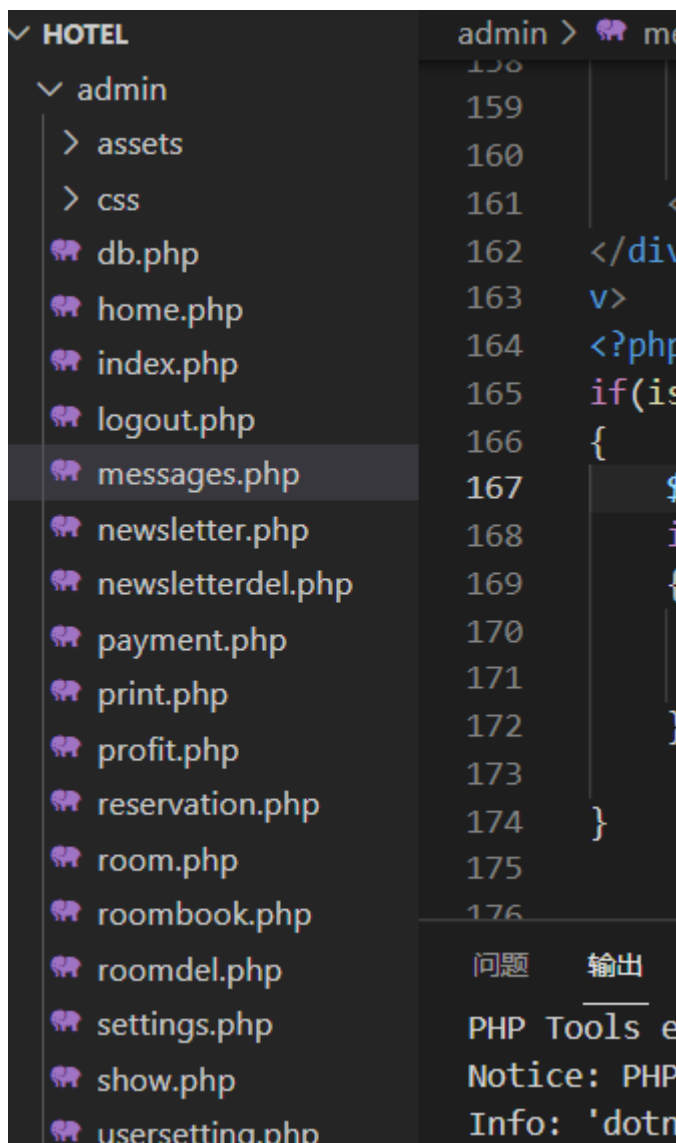 HOTEL
admin
assets
css
db.php
home.php
index.php
logout.php
messages.php
newsletter.php
newsletterdel.php
payment.php
print.php
profit.php
reservation.php
room.php
roombook.php
roomdel.php
settings.php
show.php
usersetting.php
admin > me
158
159
160
161 <
162 </div
163 v>
164 <?php
165 if(is
166 {
167 $
168 i
169 {
170
171
172 }
173
174 }
175
176
问题 输出
PHP Tools e
Notice: PHP
Info: 'dotn